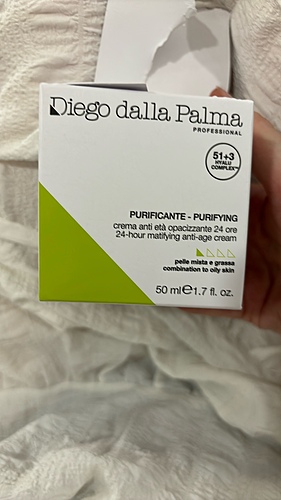 Diego dalla Palma
PROFESSIONAL
51+3
HYALU
COMPLEX™
PURIFICANTE - PURIFYING
crema anti età opacizzante 24 ore
24-hour matifying anti-age cream
pelle mista e grassa
combination to oily skin
50 ml℮1.7 fl. oz.